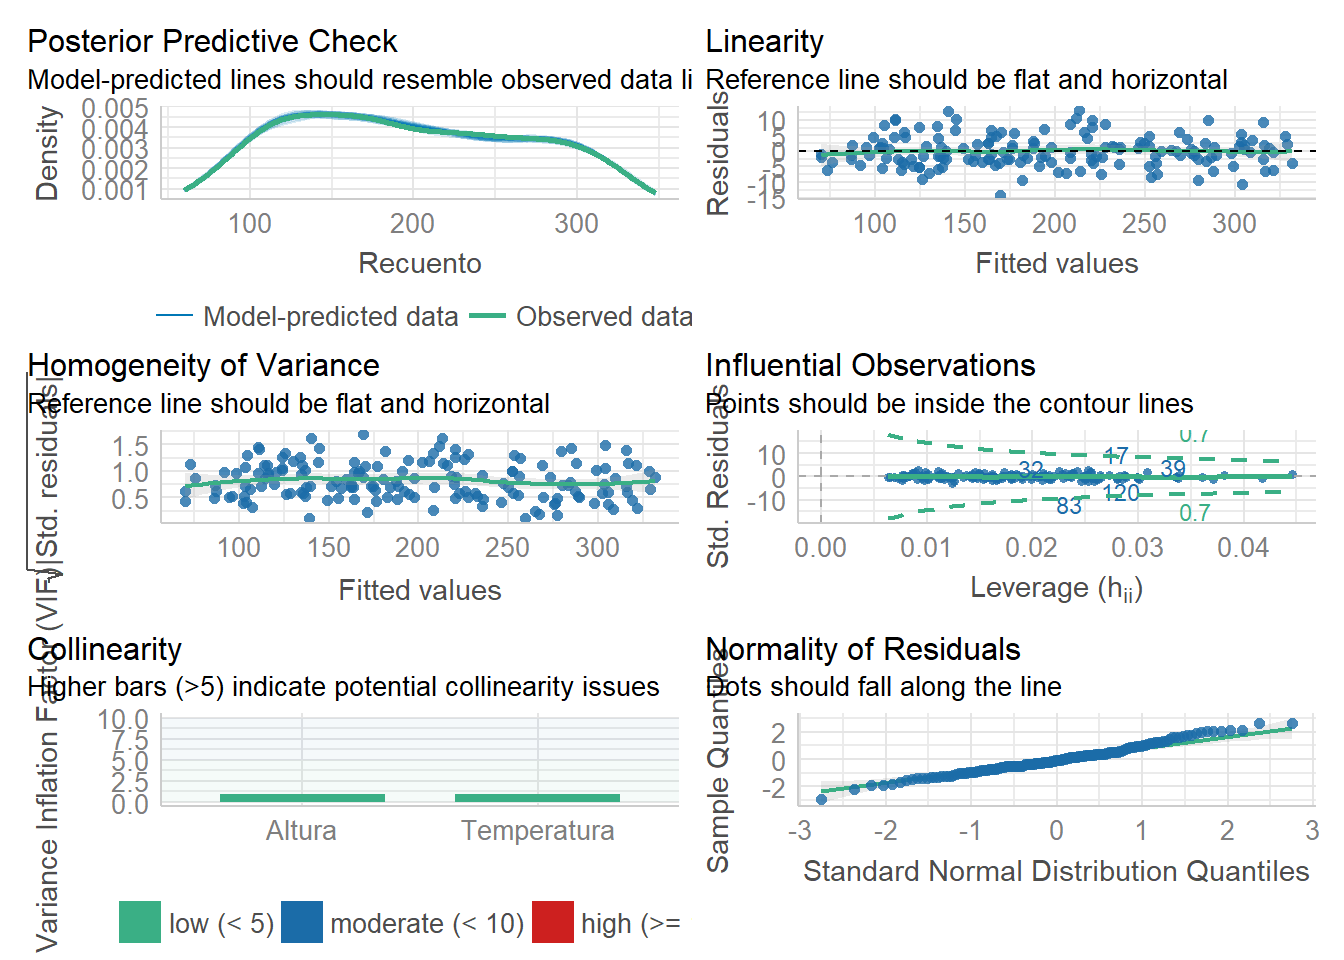 Posterior Predictive Check
Model-predicted lines should resemble observed data li
Density
0.005
0.004
0.003
0.002
0.001
100 200 300
Recuento
Model-predicted data Observed data
Linearity
Reference line should be flat and horizontal
Residuals
10
5
0
-5
-10
-15
100 150 200 250 300
Fitted values
Homogeneity of Variance
Reference line should be flat and horizontal
|Std. residuals|
1.5
1.0
0.5
100 150 200 250 300
Fitted values
Influential Observations
Points should be inside the contour lines
Std. Residuals
10
0
-10
0.7
17
32
39
120
83
0.7
0.00 0.01 0.02 0.03 0.04
Leverage (hii)
Collinearity
Higher bars (>5) indicate potential collinearity issues
Variance Inflation Factor (VIF)
10.0
7.5
5.0
2.5
0.0
Altura Temperatura
low (< 5) moderate (< 10) high (>=
Normality of Residuals
Dots should fall along the line
Sample Quantiles
2
0
-2
-3 -2 -1 0 1 2 3
Standard Normal Distribution Quantiles